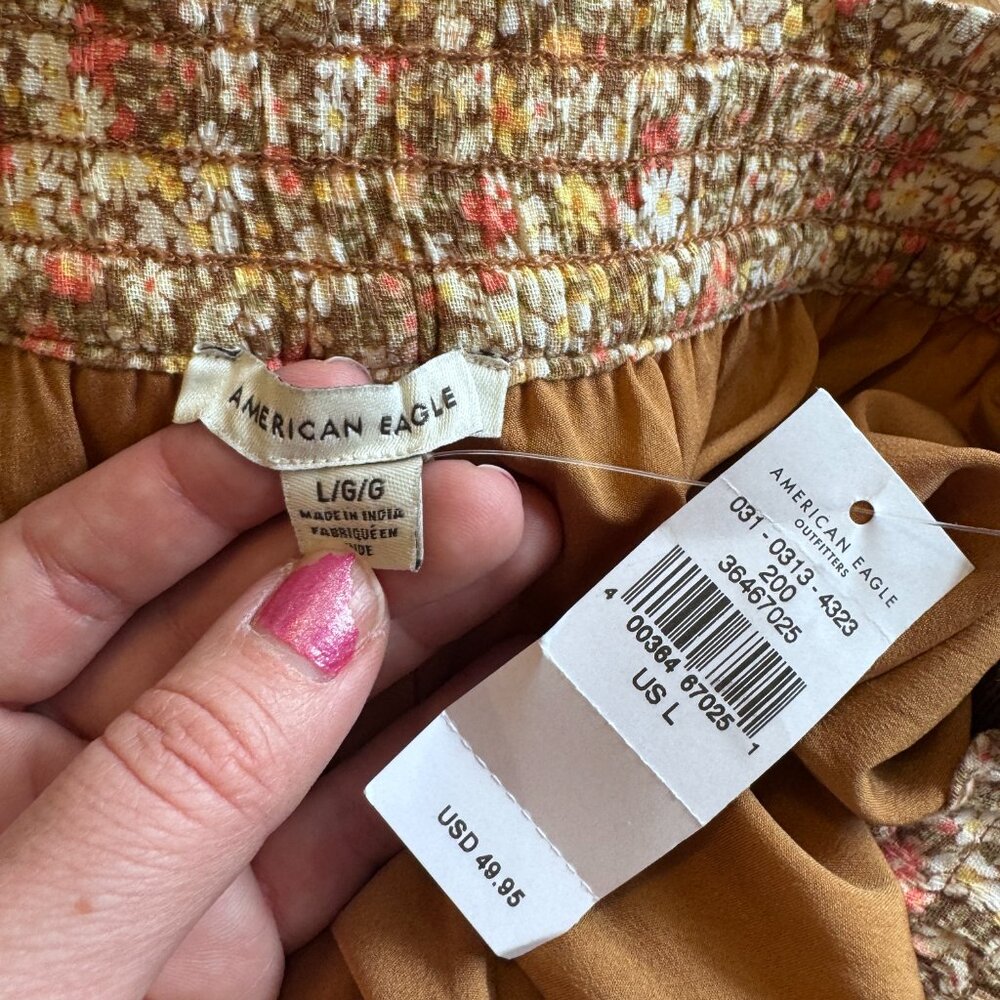 AMERICAN EAGLE
L/G/G
MADE IN INDIA
FABRIQUÉ EN
AMERICAN EAGLE
OUTFITTERS
031 - 0313 - 4323
200
36467025
4 00364 67025 1
US L
USD 49.95